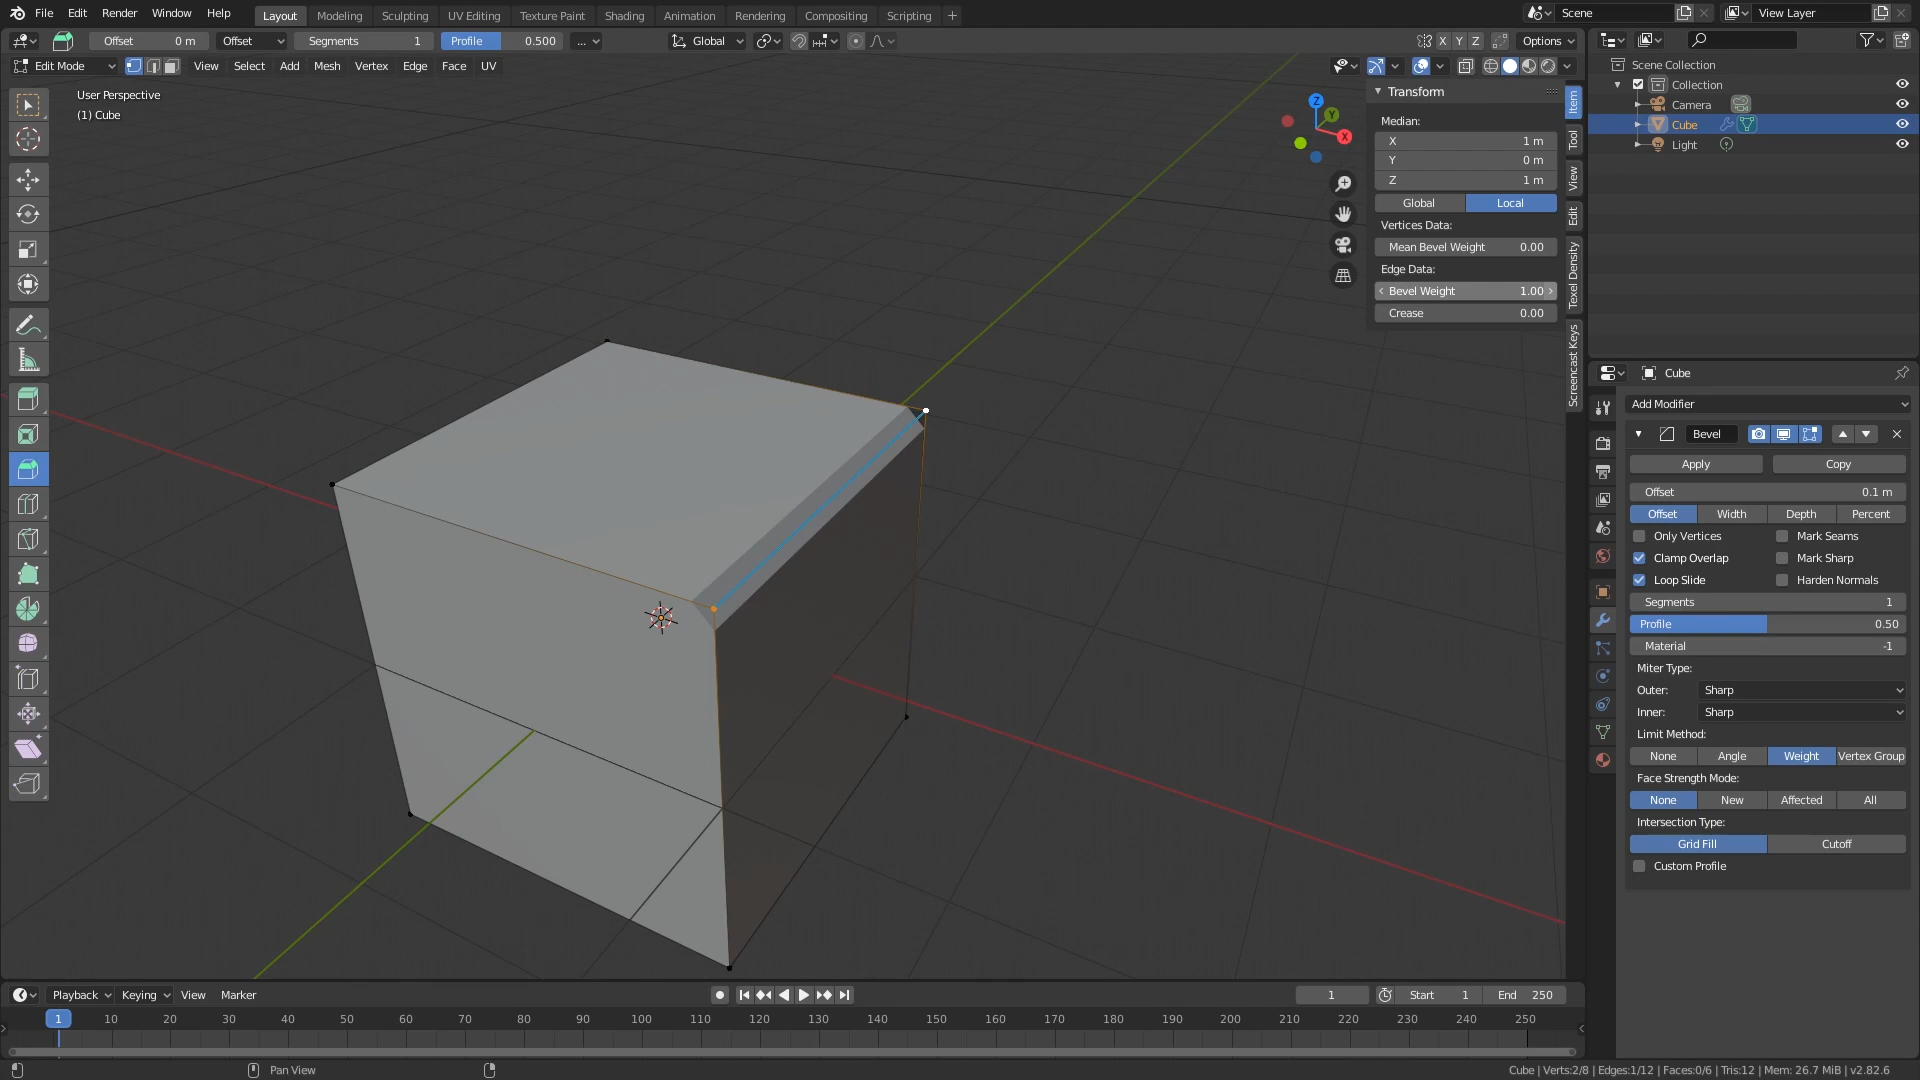 File Edit Render Window Help Layout Modeling Sculpting UV Editing Texture Paint Shading Animation Rendering Compositing Scripting + Scene View Layer
Offset 0 m Offset Segments 1 Profile 0.500 ... Global X Y Z Options
Edit Mode View Select Add Mesh Vertex Edge Face UV
User Perspective
(1) Cube
Z
Y
X
Transform
Median:
X 1 m
Y 0 m
Z 1 m
Global Local
Vertices Data:
Mean Bevel Weight 0.00
Edge Data:
Bevel Weight 1.00
Crease 0.00
Item
Tool
View
Edit
Texel Density
Screencast Keys
Scene Collection
Collection
Camera
Cube
Light
Cube
Add Modifier
Bevel
Apply Copy
Offset 0.1 m
Offset Width Depth Percent
Only Vertices Mark Seams
Clamp Overlap Mark Sharp
Loop Slide Harden Normals
Segments 1
Profile 0.50
Material -1
Miter Type:
Outer: Sharp
Inner: Sharp
Limit Method:
None Angle Weight Vertex Group
Face Strength Mode:
None New Affected All
Intersection Type:
Grid Fill Cutoff
Custom Profile
Playback Keying View Marker 1 Start 1 End 250
1 10 20 30 40 50 60 70 80 90 100 110 120 130 140 150 160 170 180 190 200 210 220 230 240 250
Pan View
Cube | Verts:2/8 | Edges:1/12 | Faces:0/6 | Tris:12 | Mem: 26.7 MiB | v2.82.6